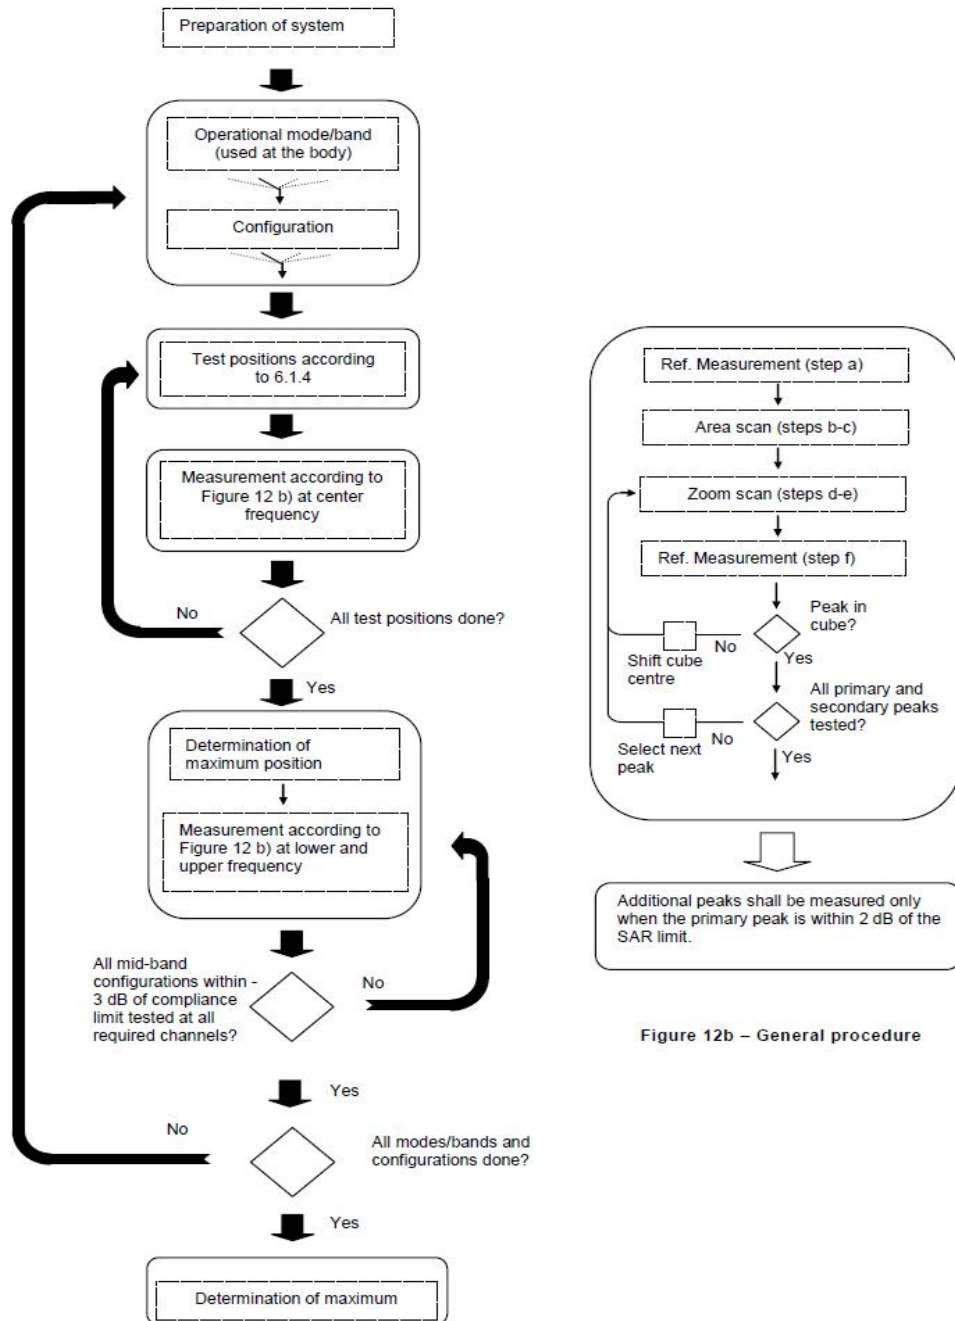 Preparation of system
Operational mode/band
(used at the body)
Configuration
Test positions according
to 6.1.4
Measurement according to
Figure 12 b) at center
frequency
No
All test positions done?
Yes
Determination of
maximum position
Measurement according to
Figure 12 b) at lower and
upper frequency
All mid-band
configurations within -
3 dB of compliance
limit tested at all
required channels?
No
Yes
No
All modes/bands and
configurations done?
Yes
Determination of maximum
Ref. Measurement (step a)
Area scan (steps b-c)
Zoom scan (steps d-e)
Ref. Measurement (step f)
Peak in
cube?
No
Yes
Shift cube
centre
All primary and
secondary peaks
tested?
No
Yes
Select next
peak
Additional peaks shall be measured only
when the primary peak is within 2 dB of the
SAR limit.
Figure 12b – General procedure